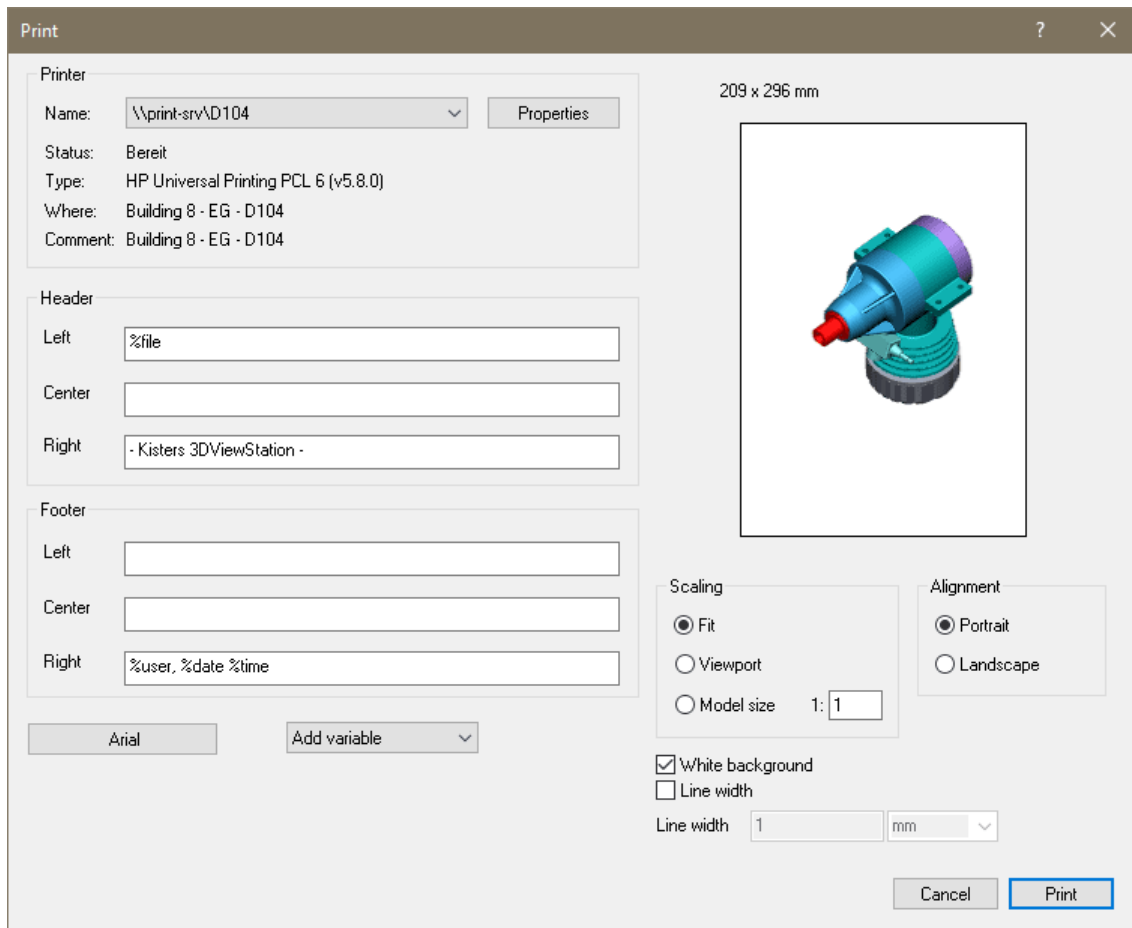 Print
Printer
Name: \\print-srv\D104 Properties
Status: Bereit
Type: HP Universal Printing PCL 6 (v5.8.0)
Where: Building 8 - EG - D104
Comment: Building 8 - EG - D104
Header
Left %file
Center
Right - Kisters 3DViewStation -
Footer
Left
Center
Right %user, %date %time
Arial Add variable
209 x 296 mm
Scaling
Fit
Viewport
Model size 1: 1
Alignment
Portrait
Landscape
White background
Line width
Line width 1 mm
Cancel Print